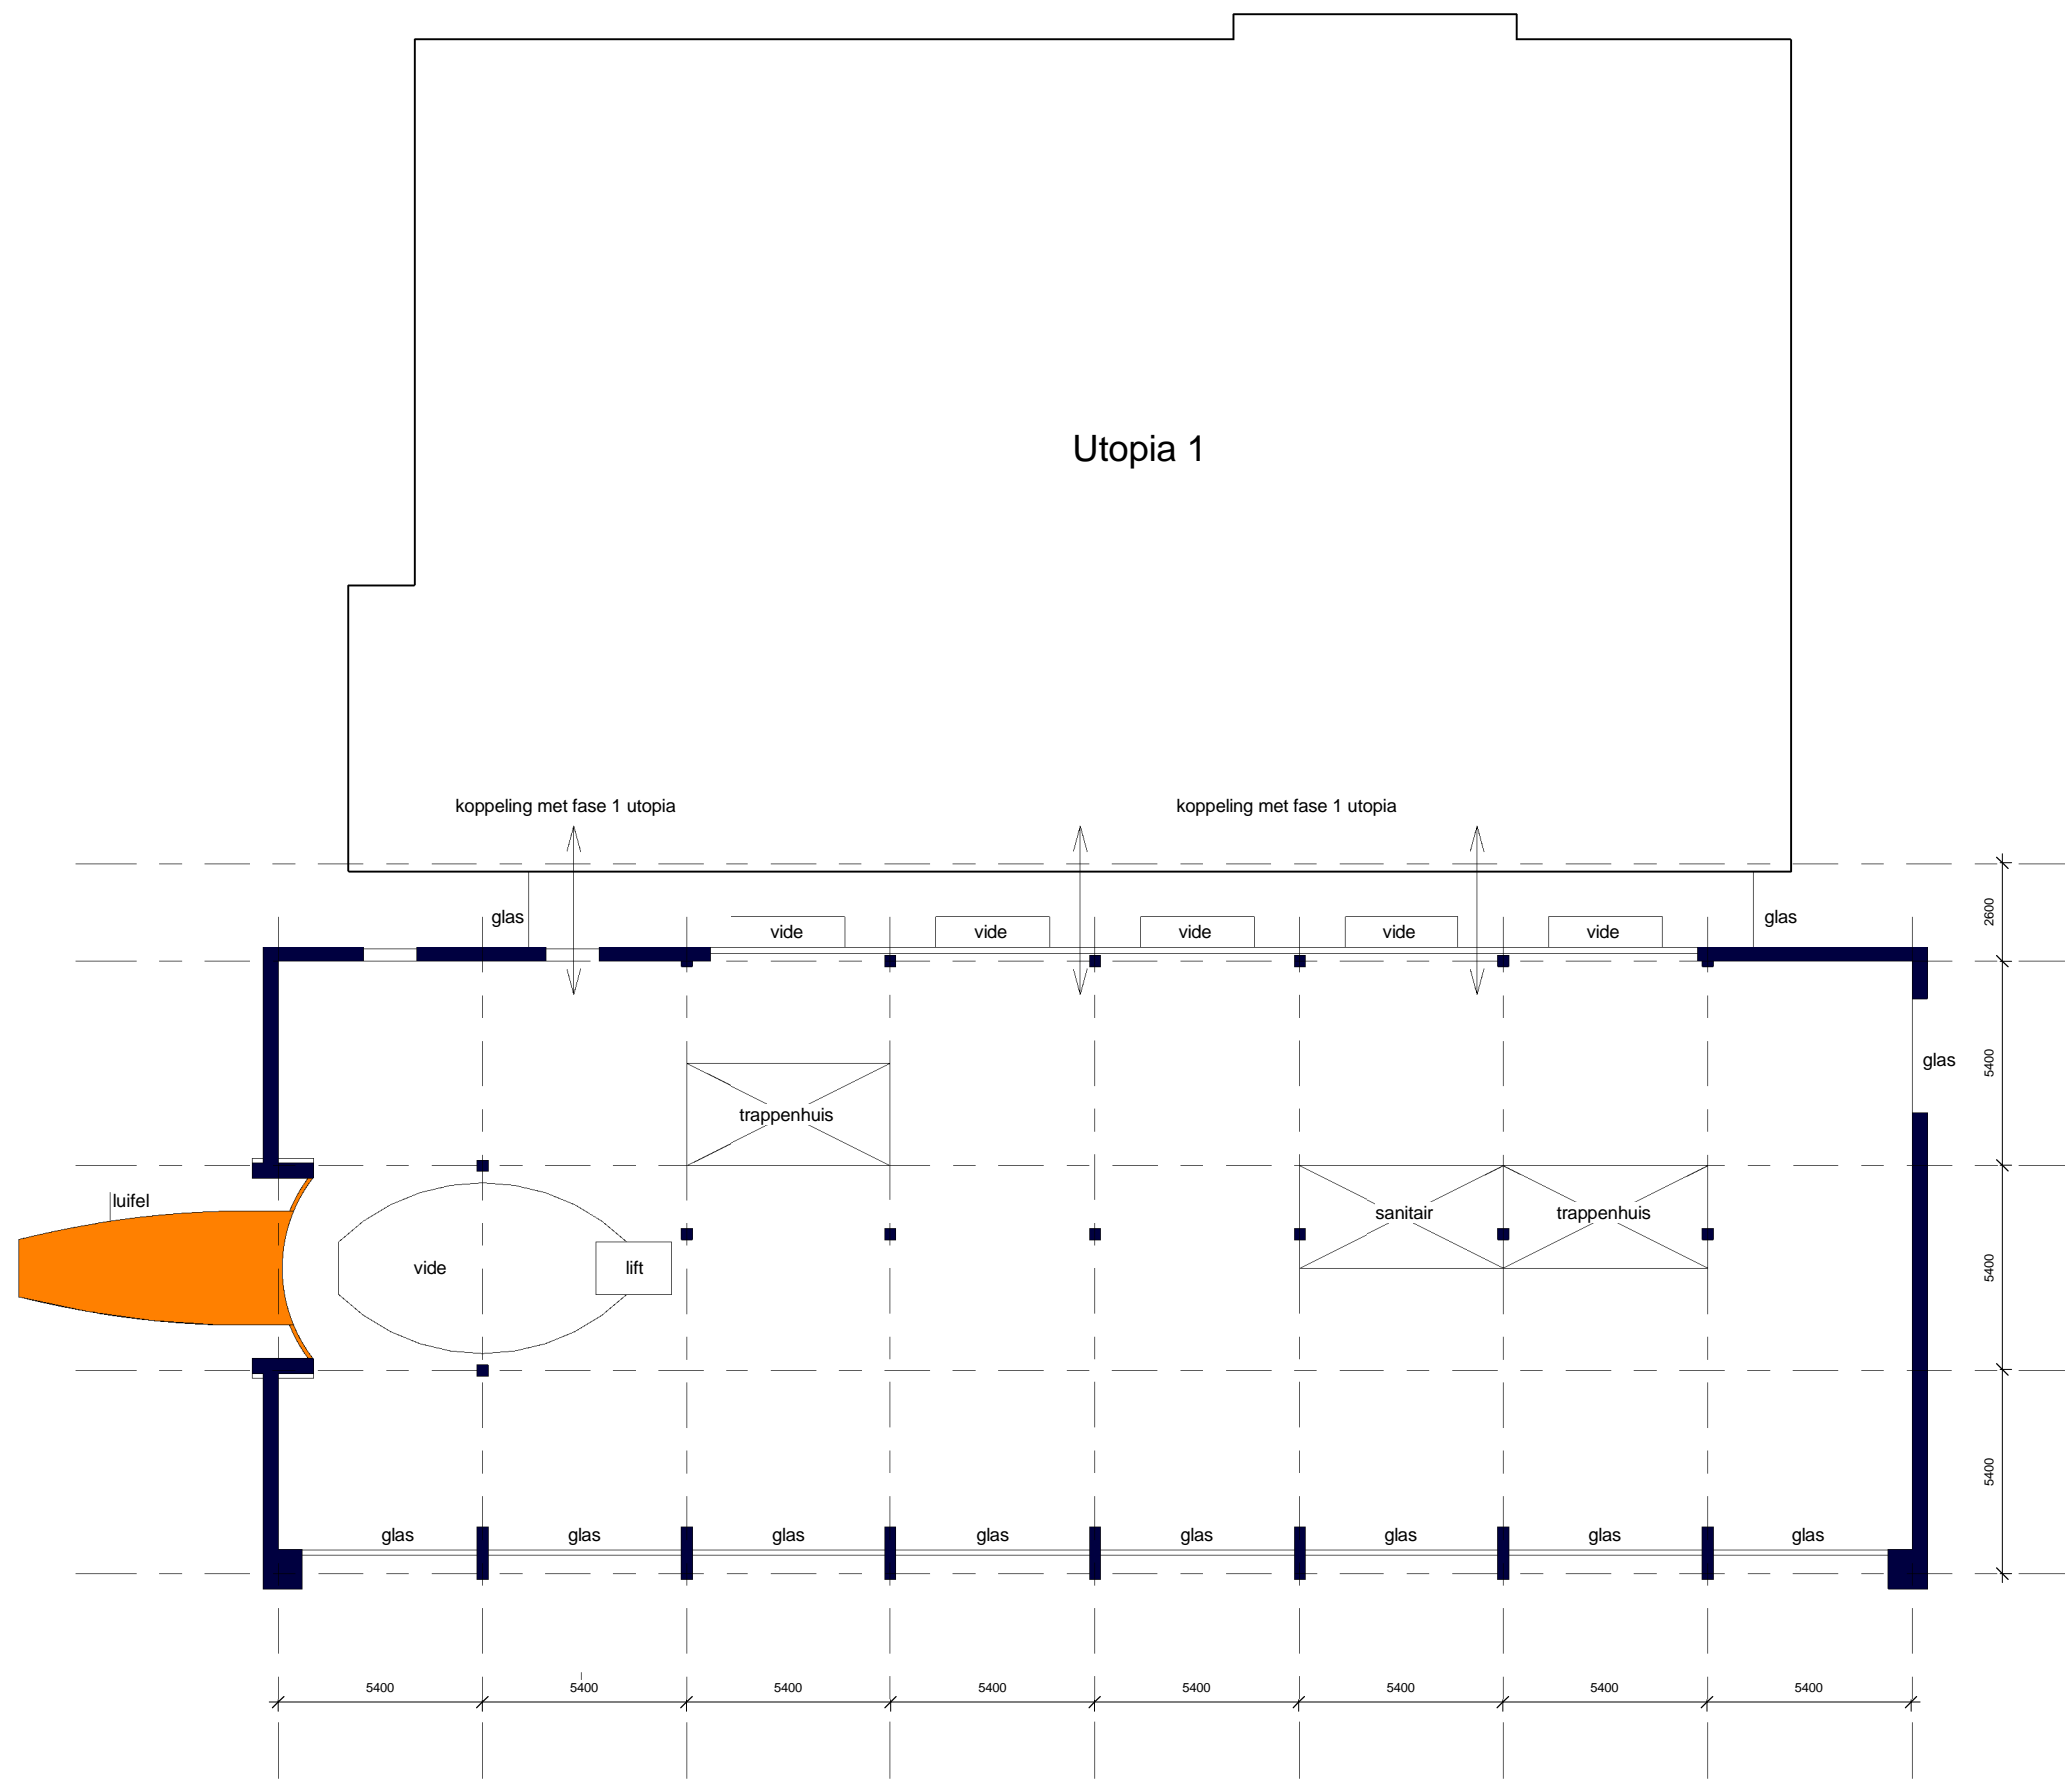 Utopia 1
koppeling met fase 1 utopia
koppeling met fase 1 utopia
glas
glas
2600
vide
vide
vide
vide
vide
5400
glas
trappenhuis
luifel
sanitair
trappenhuis
vide
lift
5400
5400
glas
glas
glas
glas
glas
glas
glas
glas
5400
5400
5400
5400
5400
5400
5400
5400